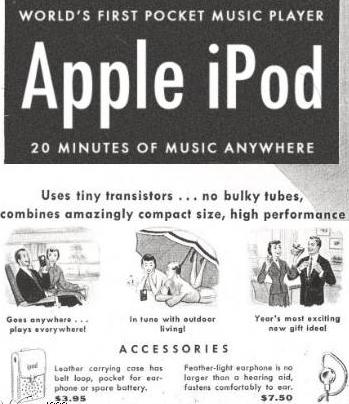 WORLD'S FIRST POCKET MUSIC PLAYER
Apple iPod
20 MINUTES OF MUSIC ANYWHERE
Uses tiny transistors ... no bulky tubes,
combines amazingly compact size, high performance
Goes anywhere ...
plays everywhere!
in tune with outdoor
living!
Year's most exciting
new gift idea!
ACCESSORIES
ipod
Leather carrying case has
belt loop, pocket for ear-
phone or spare battery.
$3.95
Feather-light earphone is no
larger than a hearing aid,
fastens comfortably to ear.
$7.50